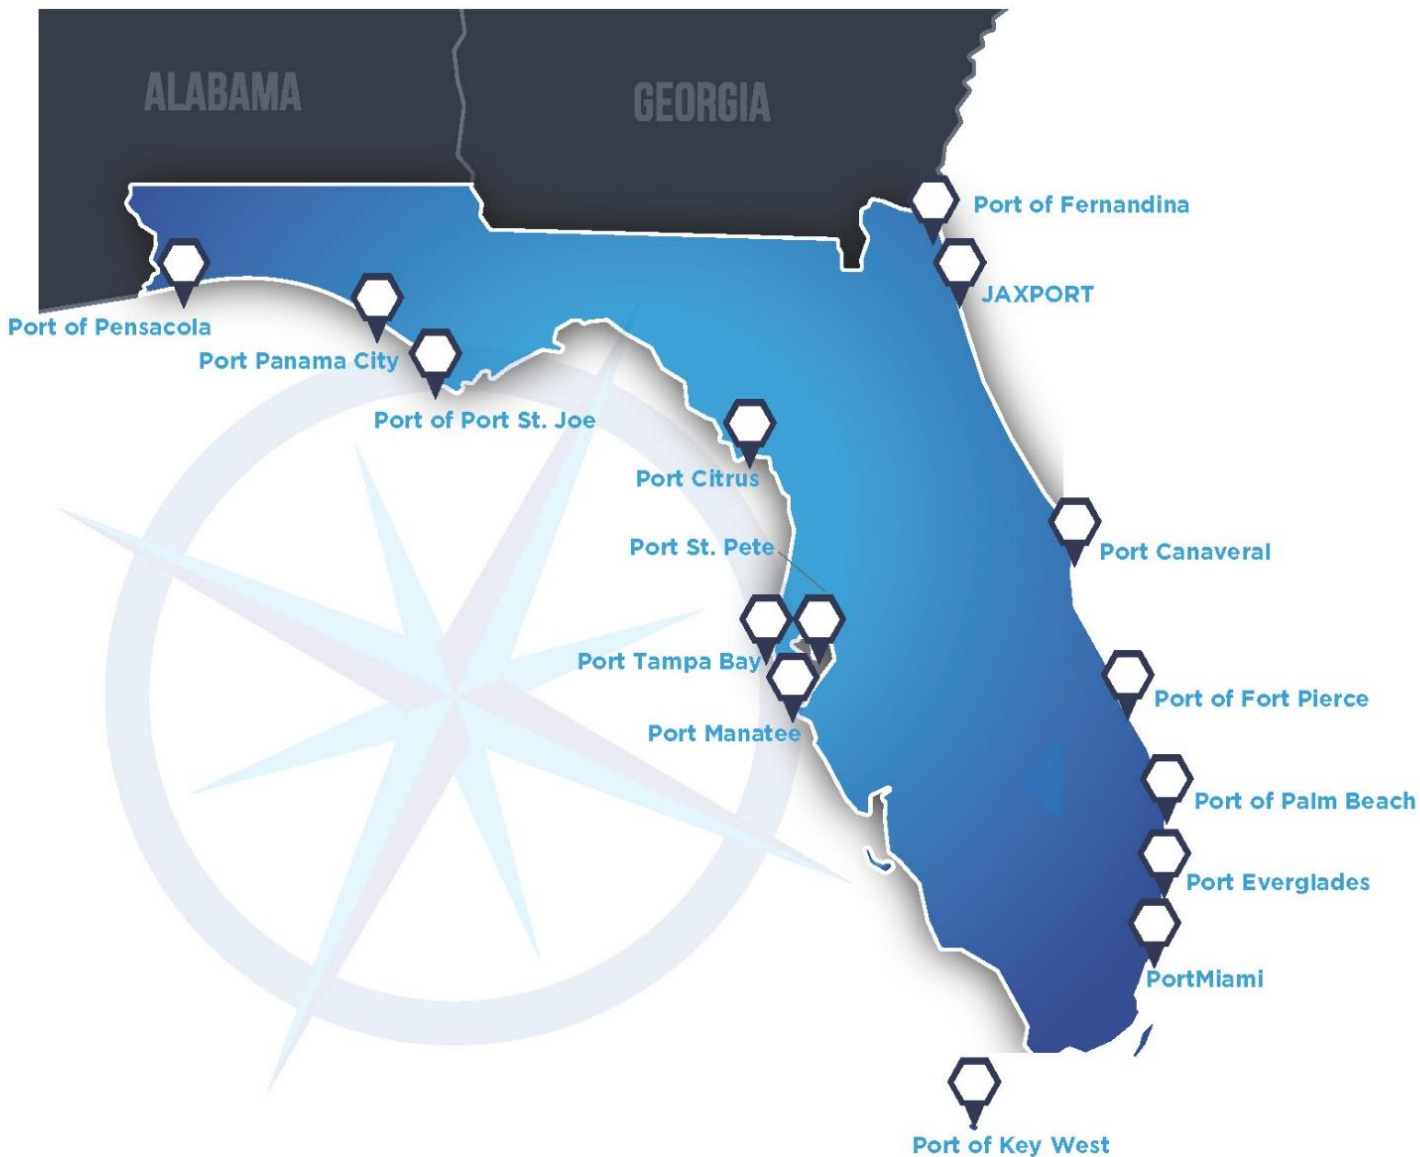 ALABAMA
GEORGIA
Port of Fernandina
JAXPORT
Port of Pensacola
Port Panama City
Port of Port St. Joe
Port Citrus
Port St. Pete
Port Canaveral
Port Tampa Bay
Port of Fort Pierce
Port Manatee
Port of Palm Beach
Port Everglades
PortMiami
Port of Key West